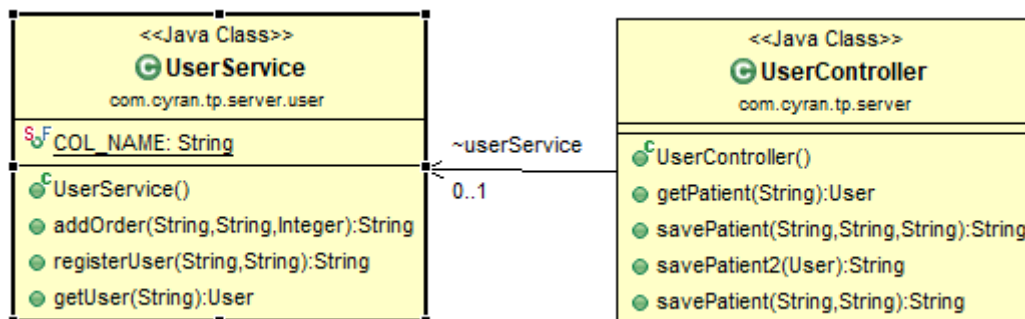 <<Java Class>>
UserService
com.cyran.tp.server.user
COL_NAME: String
UserService()
addOrder(String,String,Integer):String
registerUser(String,String):String
getUser(String):User
~userService
0..1
<<Java Class>>
UserController
com.cyran.tp.server
UserController()
getPatient(String):User
savePatient(String,String,String):String
savePatient2(User):String
savePatient(String,String):String